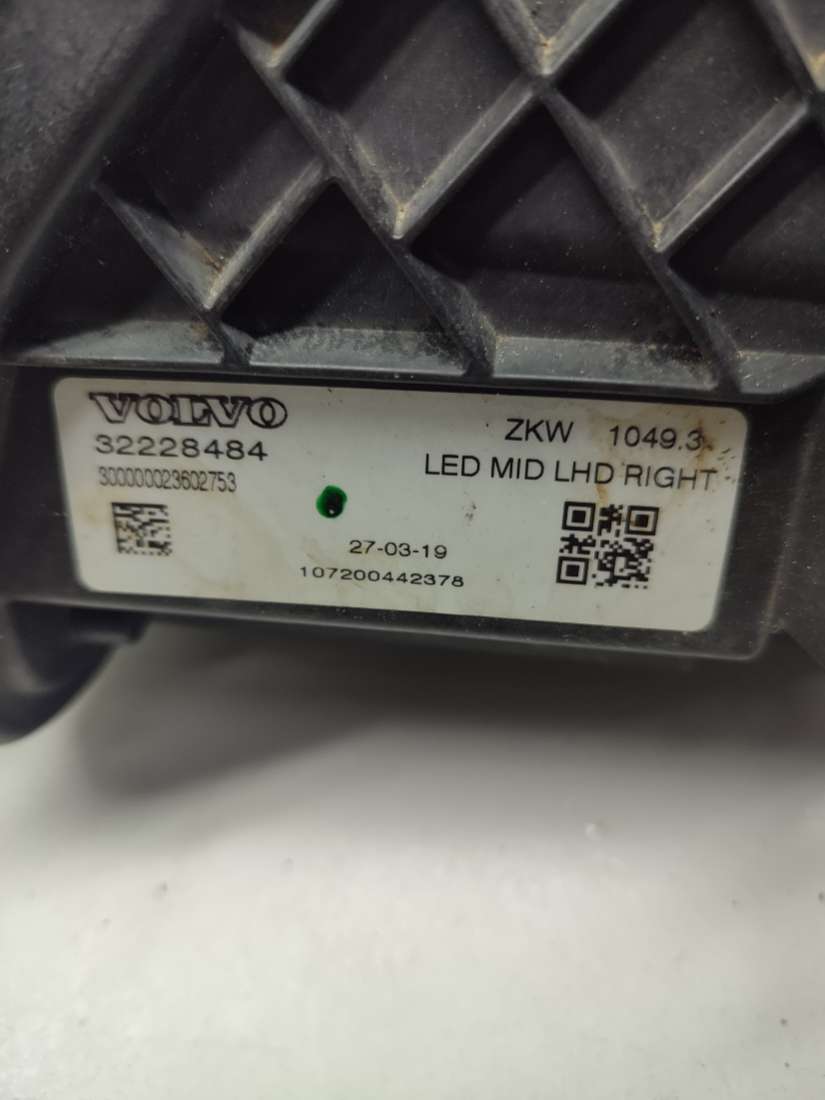 VOLVO
32228484
300000023602753
ZKW 1049.3
LED MID LHD RIGHT
27-03-19
107200442378